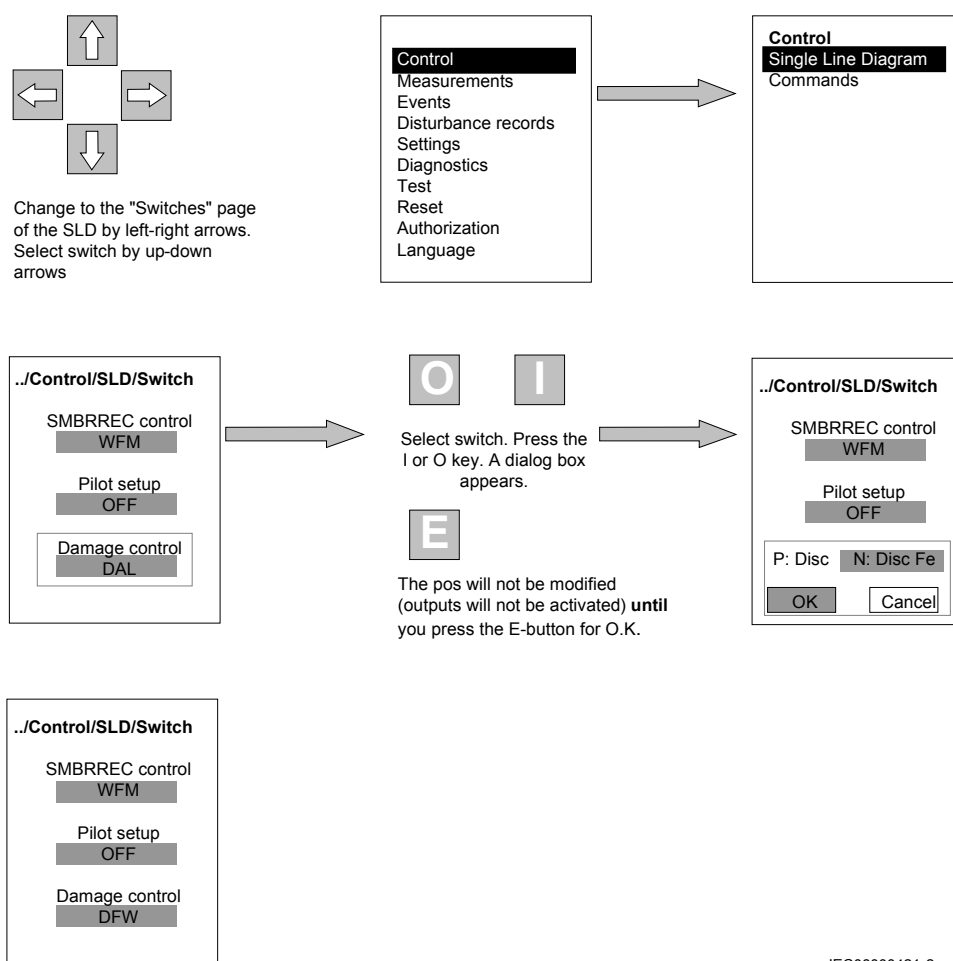 Change to the "Switches" page
of the SLD by left-right arrows.
Select switch by up-down
arrows
Control
Measurements
Events
Disturbance records
Settings
Diagnostics
Test
Reset
Authorization
Language
Control
Single Line Diagram
Commands
../Control/SLD/Switch
SMBRREC control
WFM
Pilot setup
OFF
Damage control
DAL
O I
Select switch. Press the
I or O key. A dialog box
appears.
E
The pos will not be modified
(outputs will not be activated) until
you press the E-button for O.K.
../Control/SLD/Switch
SMBRREC control
WFM
Pilot setup
OFF
P: Disc N: Disc Fe
OK Cancel
../Control/SLD/Switch
SMBRREC control
WFM
Pilot setup
OFF
Damage control
DFW